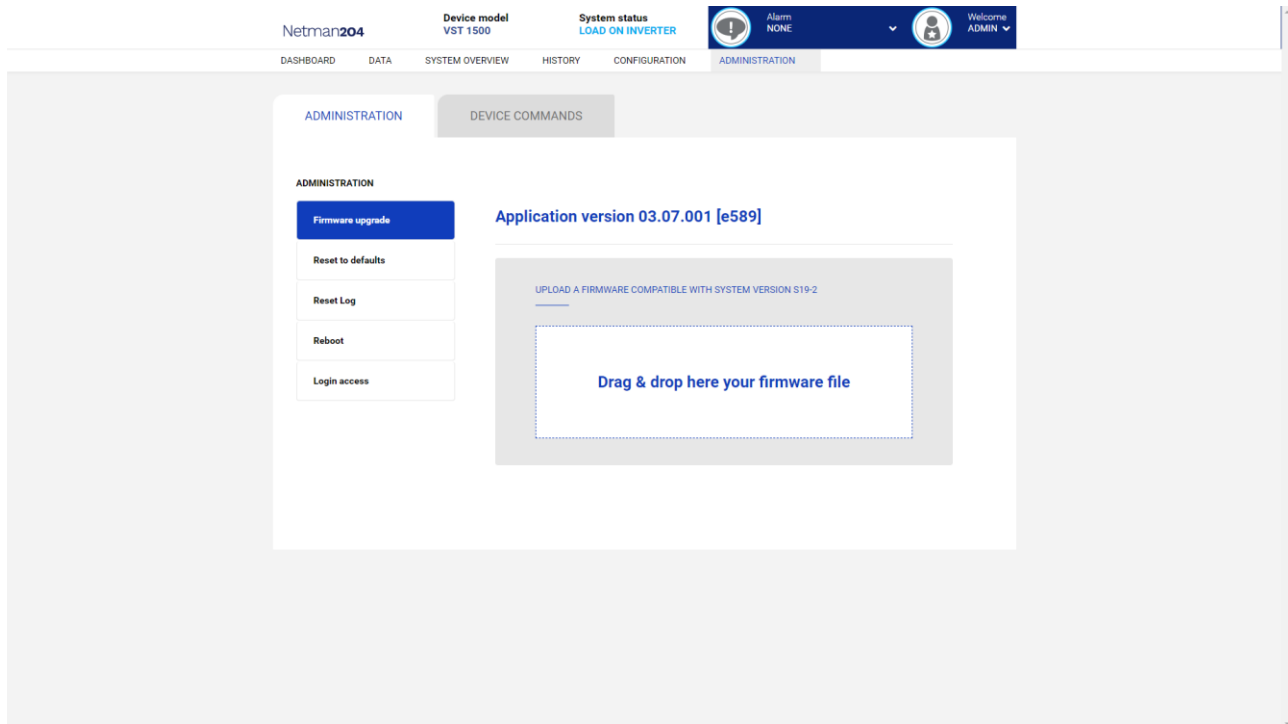 Netman204
Device model
VST 1500
System status
LOAD ON INVERTER
Alarm
NONE
Welcome
ADMIN
DASHBOARD DATA SYSTEM OVERVIEW HISTORY CONFIGURATION ADMINISTRATION
ADMINISTRATION DEVICE COMMANDS
ADMINISTRATION
Firmware upgrade
Reset to defaults
Reset Log
Reboot
Login access
Application version 03.07.001 [e589]
UPLOAD A FIRMWARE COMPATIBLE WITH SYSTEM VERSION S19-2
Drag & drop here your firmware file